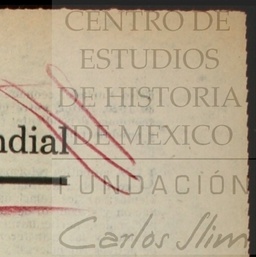 CENTRO DE
ESTUDIOS
DE HISTORIA
ndial DE MEXICO
FUNDACIÓN
Carlos Slim